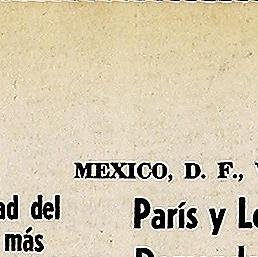 MEXICO, D. F.,
ad del
más
París y L